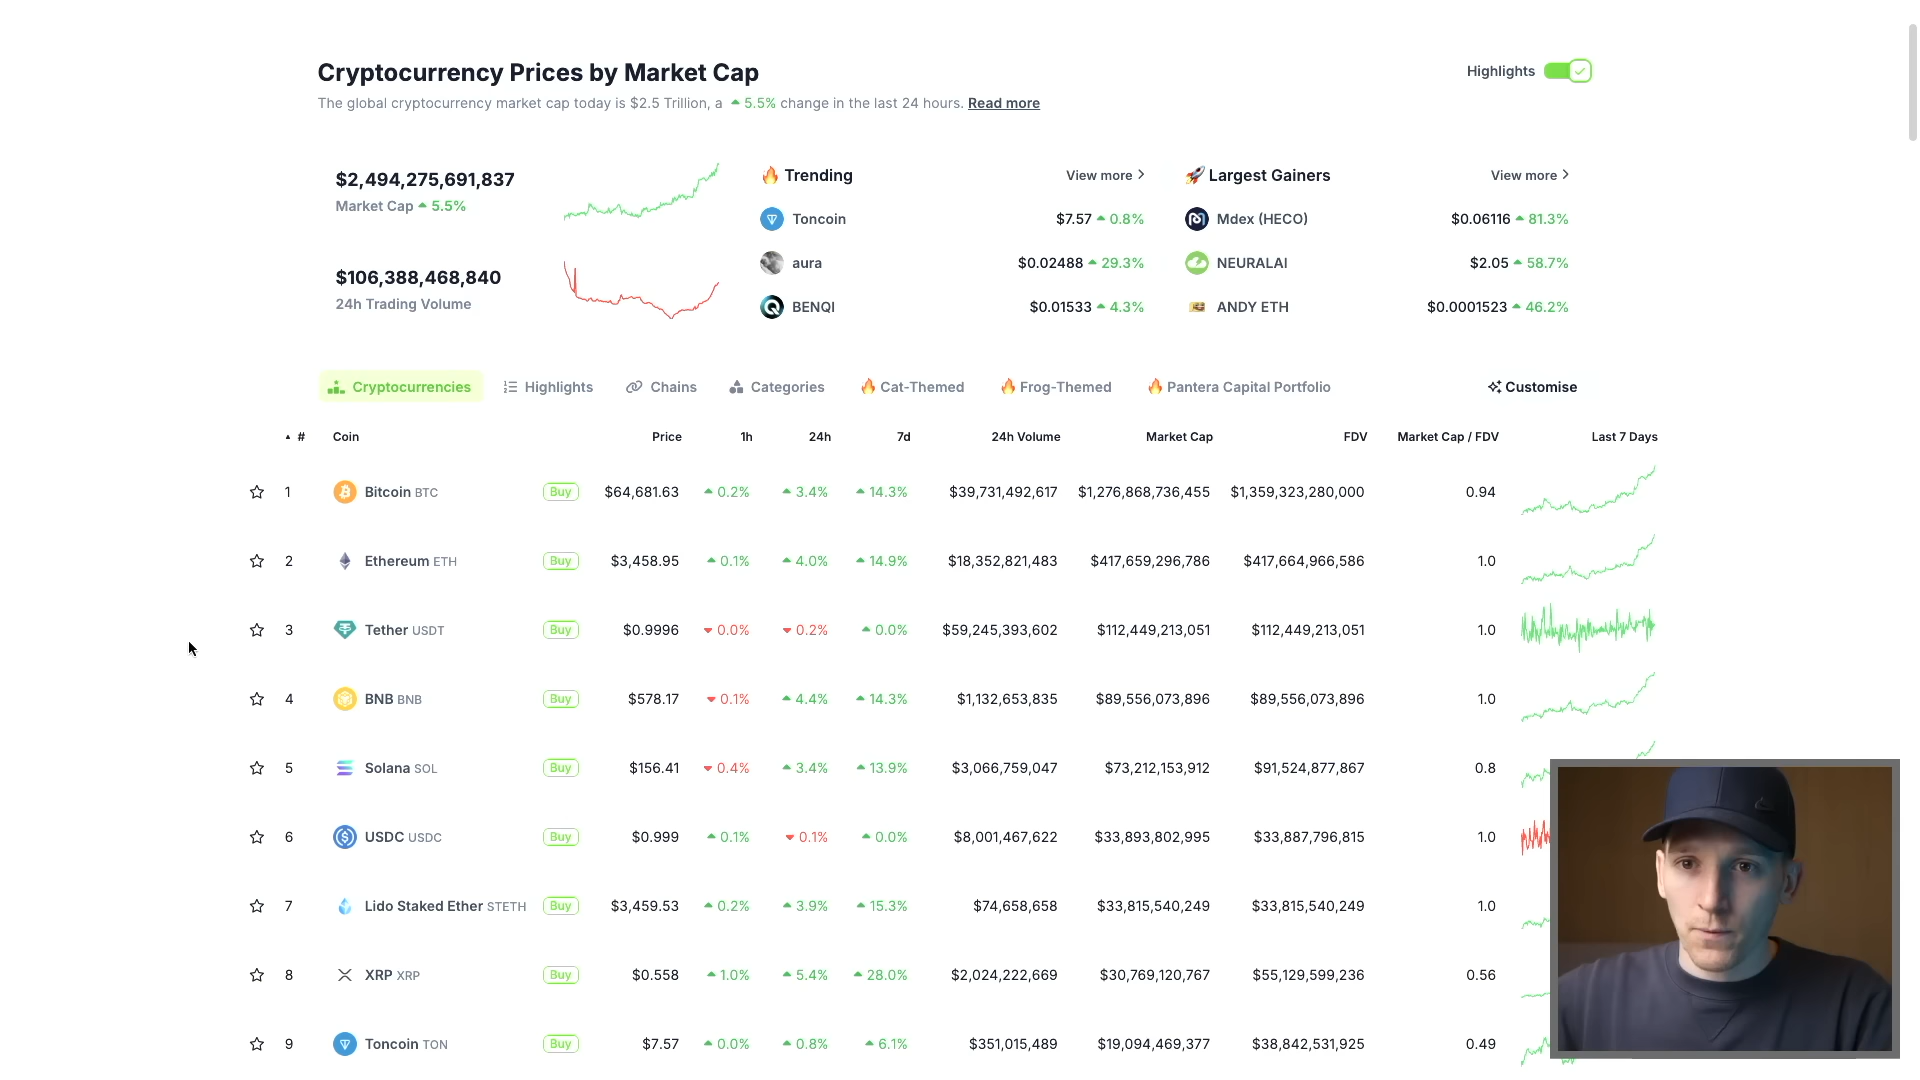 Cryptocurrency Prices by Market Cap
Highlights
The global cryptocurrency market cap today is $2.5 Trillion, a 5.5% change in the last 24 hours. Read more
$2,494,275,691,837
Market Cap 5.5%
$106,388,468,840
24h Trading Volume
Trending View more
Toncoin $7.57 0.8%
aura $0.02488 29.3%
BENQI $0.01533 4.3%
Largest Gainers View more
Mdex (HECO) $0.06116 81.3%
NEURALAI $2.05 58.7%
ANDY ETH $0.0001523 46.2%
Cryptocurrencies Highlights Chains Categories Cat-Themed Frog-Themed Pantera Capital Portfolio Customise
# Coin Price 1h 24h 7d 24h Volume Market Cap FDV Market Cap / FDV Last 7 Days
1 Bitcoin BTC Buy $64,681.63 0.2% 3.4% 14.3% $39,731,492,617 $1,276,868,736,455 $1,359,323,280,000 0.94
2 Ethereum ETH Buy $3,458.95 0.1% 4.0% 14.9% $18,352,821,483 $417,659,296,786 $417,664,966,586 1.0
3 Tether USDT Buy $0.9996 0.0% 0.2% 0.0% $59,245,393,602 $112,449,213,051 $112,449,213,051 1.0
4 BNB BNB Buy $578.17 0.1% 4.4% 14.3% $1,132,653,835 $89,556,073,896 $89,556,073,896 1.0
5 Solana SOL Buy $156.41 0.4% 3.4% 13.9% $3,066,759,047 $73,212,153,912 $91,524,877,867 0.8
6 USDC USDC Buy $0.999 0.1% 0.1% 0.0% $8,001,467,622 $33,893,802,995 $33,887,796,815 1.0
7 Lido Staked Ether STETH Buy $3,459.53 0.2% 3.9% 15.3% $74,658,658 $33,815,540,249 $33,815,540,249 1.0
8 XRP XRP Buy $0.558 1.0% 5.4% 28.0% $2,024,222,669 $30,769,120,767 $55,129,599,236 0.56
9 Toncoin TON Buy $7.57 0.0% 0.8% 6.1% $351,015,489 $19,094,469,377 $38,842,531,925 0.49